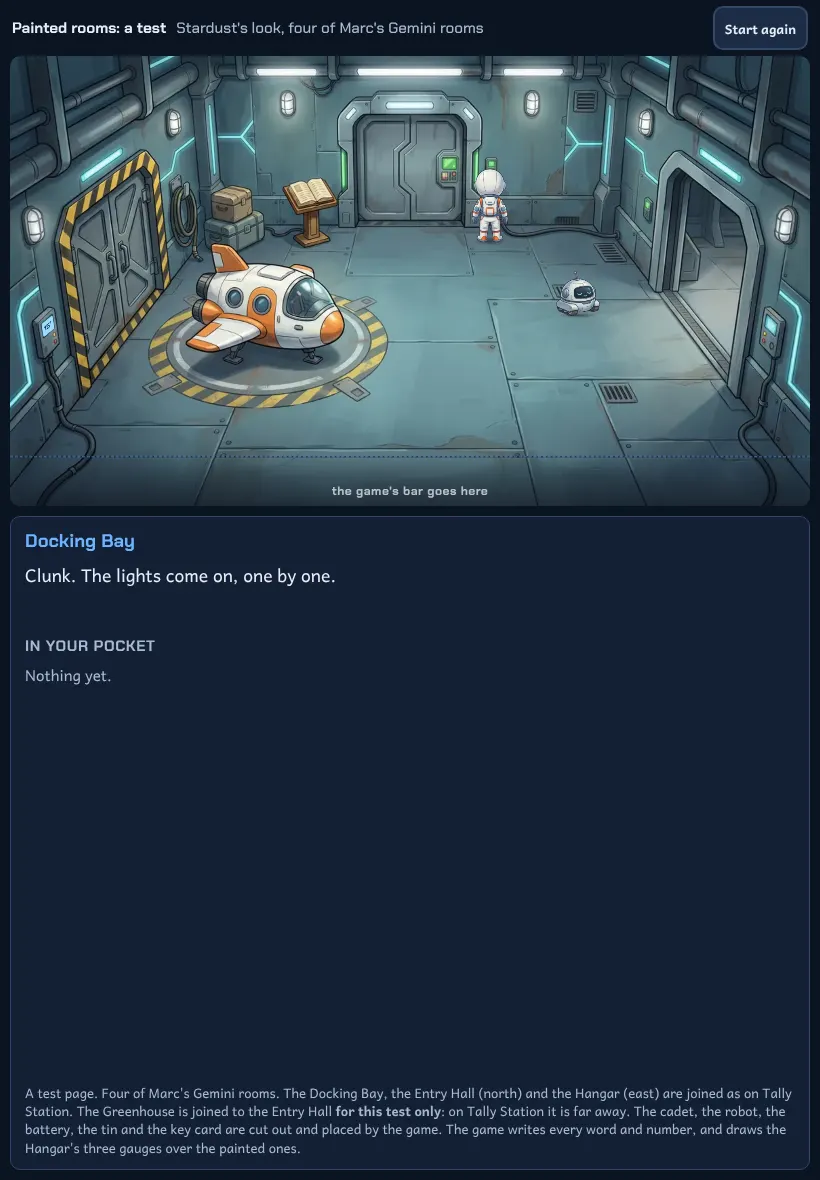 Painted rooms: a test Stardust's look, four of Marc's Gemini rooms
Start again
the game's bar goes here
Docking Bay
Clunk. The lights come on, one by one.
IN YOUR POCKET
Nothing yet.
A test page. Four of Marc's Gemini rooms. The Docking Bay, the Entry Hall (north) and the Hangar (east) are joined as on Tally
Station. The Greenhouse is joined to the Entry Hall for this test only: on Tally Station it is far away. The cadet, the robot, the
battery, the tin and the key card are cut out and placed by the game. The game writes every word and number, and draws the
Hangar's three gauges over the painted ones.